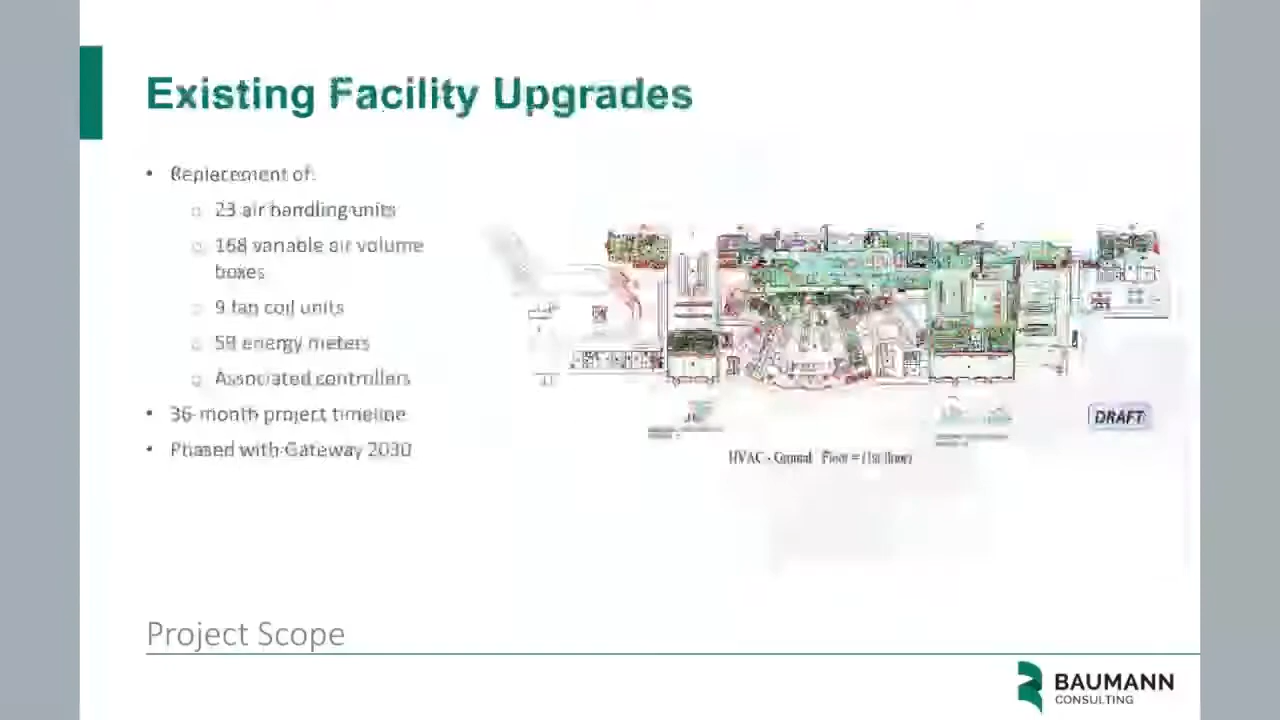 Existing Facility Upgrades
• Replacement of:
o 23 air handling units
o 168 variable air volume
boxes
o 9 fan coil units
o 59 energy meters
o Associated controllers
• 36-month project timeline
• Phased with Gateway 2030
DRAFT
HVAC - Ground Floor = (1st floor)
Project Scope
BAUMANN
CONSULTING